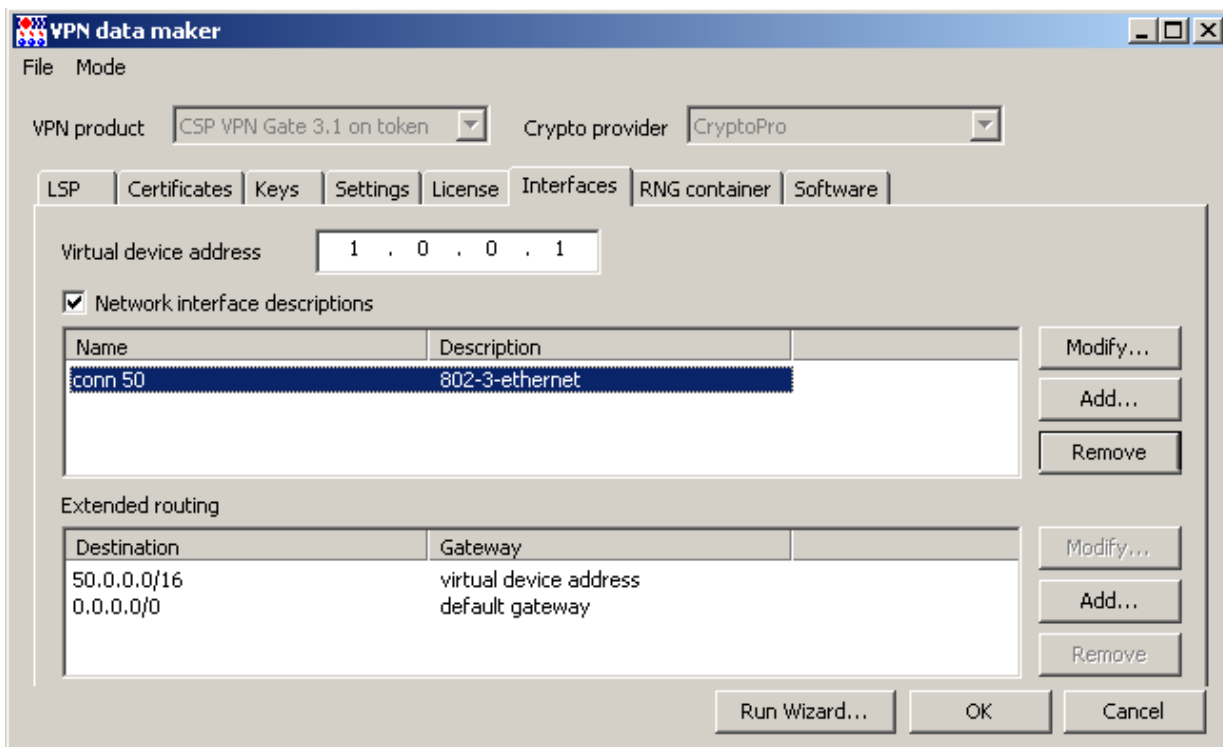 VPN data maker
File Mode
VPN product CSP VPN Gate 3.1 on token Crypto provider CryptoPro
LSP Certificates Keys Settings License Interfaces RNG container Software
Virtual device address 1 . 0 . 0 . 1
Network interface descriptions
Name Description Modify...
conn 50 802-3-ethernet
Add...
Remove
Extended routing
Destination Gateway Modify...
50.0.0.0/16 virtual device address
0.0.0.0/0 default gateway Add...
Remove
Run Wizard... OK Cancel